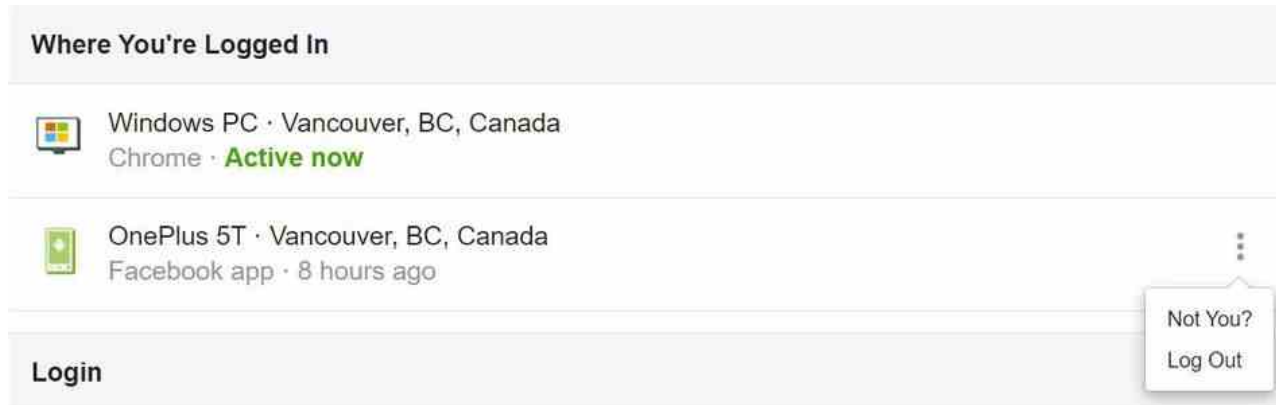 Where You're Logged In
Windows PC · Vancouver, BC, Canada
Chrome · Active now
OnePlus 5T · Vancouver, BC, Canada
Facebook app · 8 hours ago
Not You?
Log Out
Login